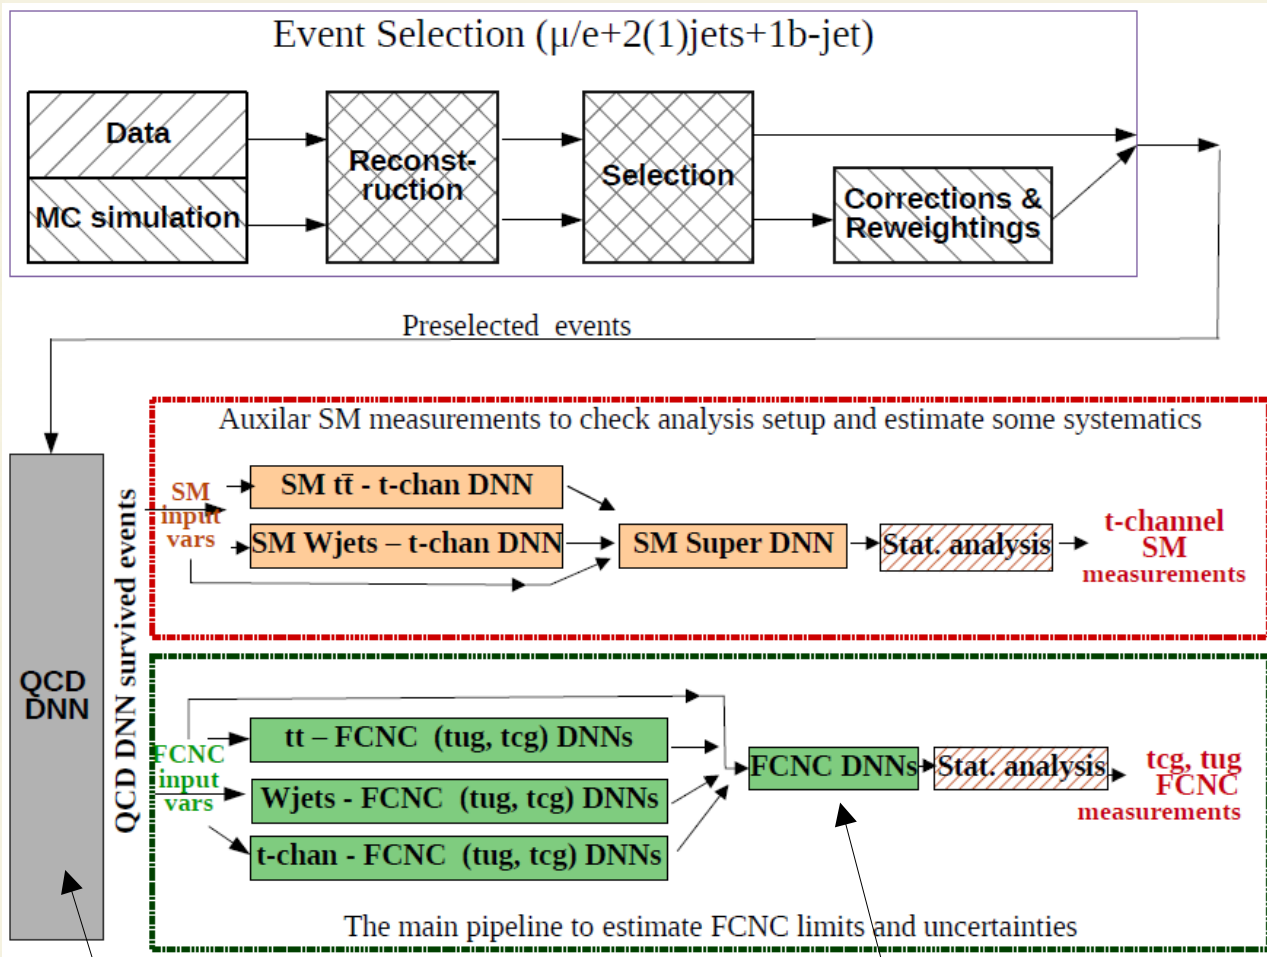 Event Selection (μ/e+2(1)jets+1b-jet)
Data
MC simulation
Reconst-
ruction
Selection
Corrections &
Reweightings
Preselected events
QCD
DNN
QCD DNN survived events
Auxilar SM measurements to check analysis setup and estimate some systematics
SM
input
vars
SM tt̄ - t-chan DNN
SM Wjets – t-chan DNN
SM Super DNN
Stat. analysis
t-channel
SM
measurements
FCNC
input
vars
tt – FCNC (tug, tcg) DNNs
Wjets - FCNC (tug, tcg) DNNs
t-chan - FCNC (tug, tcg) DNNs
FCNC DNNs
Stat. analysis
tcg, tug
FCNC
measurements
The main pipeline to estimate FCNC limits and uncertainties